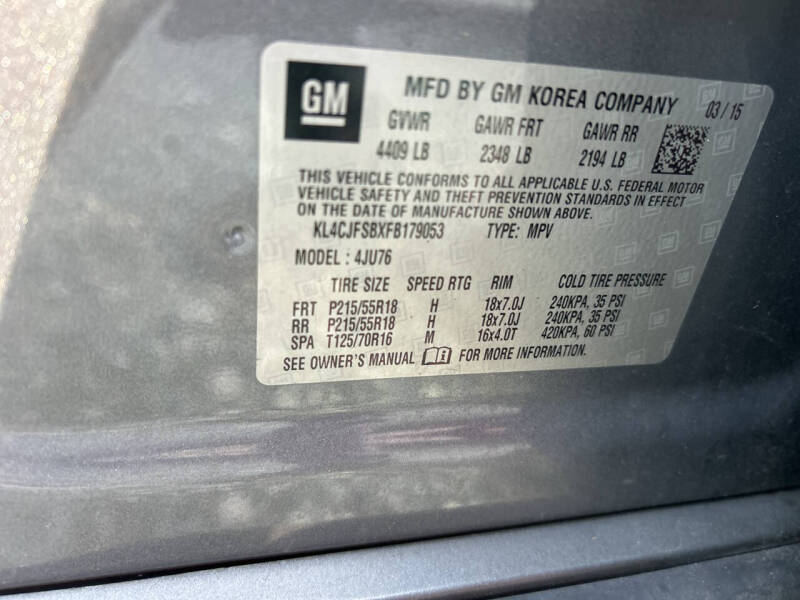 GM
MFD BY GM KOREA COMPANY 03/15
GVWR GAWR FRT GAWR RR
4409 LB 2348 LB 2194 LB
THIS VEHICLE CONFORMS TO ALL APPLICABLE U.S. FEDERAL MOTOR
VEHICLE SAFETY AND THEFT PREVENTION STANDARDS IN EFFECT
ON THE DATE OF MANUFACTURE SHOWN ABOVE.
KL4CJFSBXFB179053 TYPE: MPV
MODEL : 4JU76
TIRE SIZE SPEED RTG RIM COLD TIRE PRESSURE
FRT P215/55R18 H 18x7.0J 240KPA, 35 PSI
RR P215/55R18 H 18x7.0J 240KPA, 35 PSI
SPA T125/70R16 M 16x4.0T 420KPA, 60 PSI
SEE OWNER'S MANUAL FOR MORE INFORMATION.